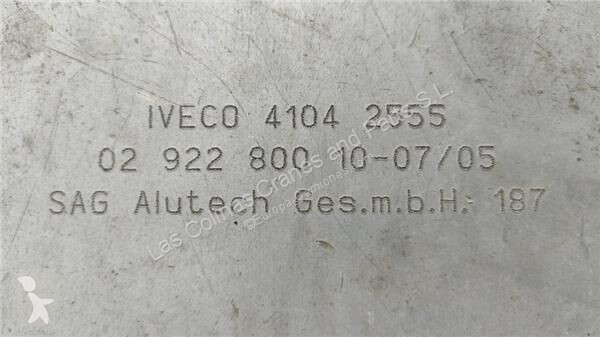 IVECO 4104 2555
02 922 800 10-07/05
SAG Alutech Ges.m.b.H. 187
Las Colinas Cranes and Parts S.L.